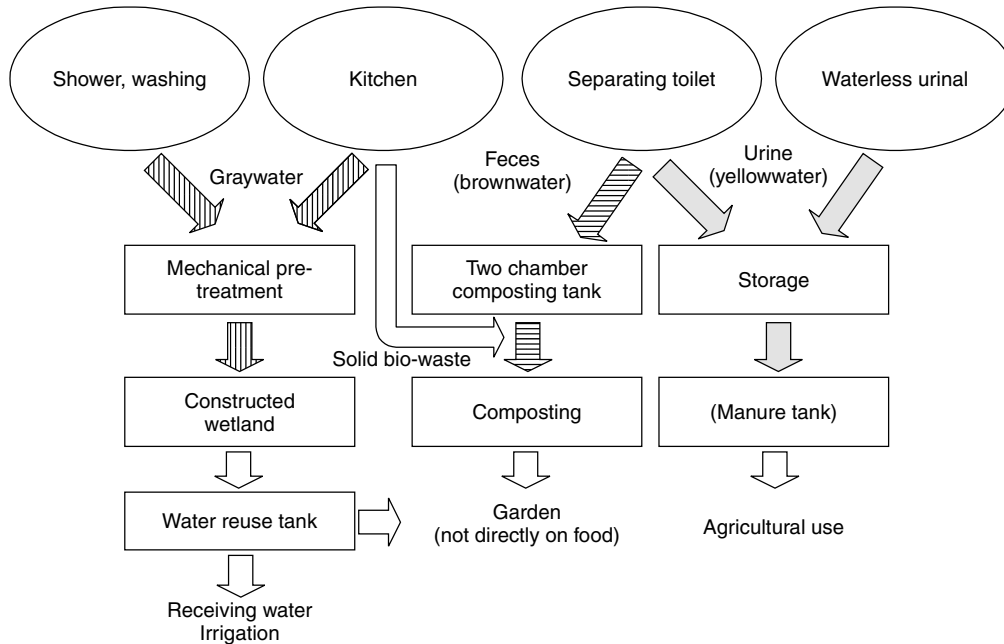 Shower, washing
Kitchen
Separating toilet
Waterless urinal
Graywater
Feces
(brownwater)
Urine
(yellowwater)
Mechanical pre-
treatment
Two chamber
composting tank
Storage
Solid bio-waste
Constructed
wetland
Composting
(Manure tank)
Water reuse tank
Garden
(not directly on food)
Agricultural use
Receiving water
Irrigation